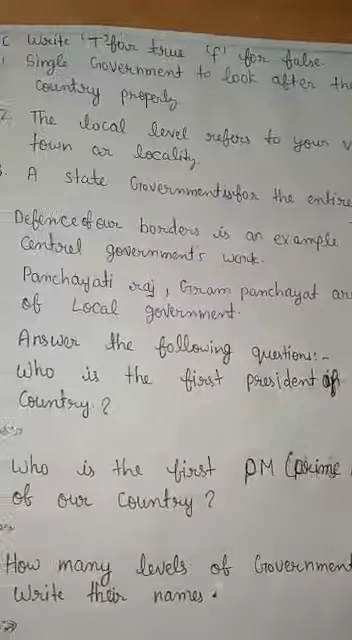 C Write 'T' for true 'f' for false
1 Single Government to look after the
country properly
2. The local level refers to your
town or locality.
3. A state Government is for the entire
Defence of our borders is an example
Central government's work.
Panchayati raj, Gram panchayat are
of Local government.
Answer the following questions:-
Who is the first president of
Country?
Who is the first PM (prime
of our country?
How many levels of Government
Write their names.